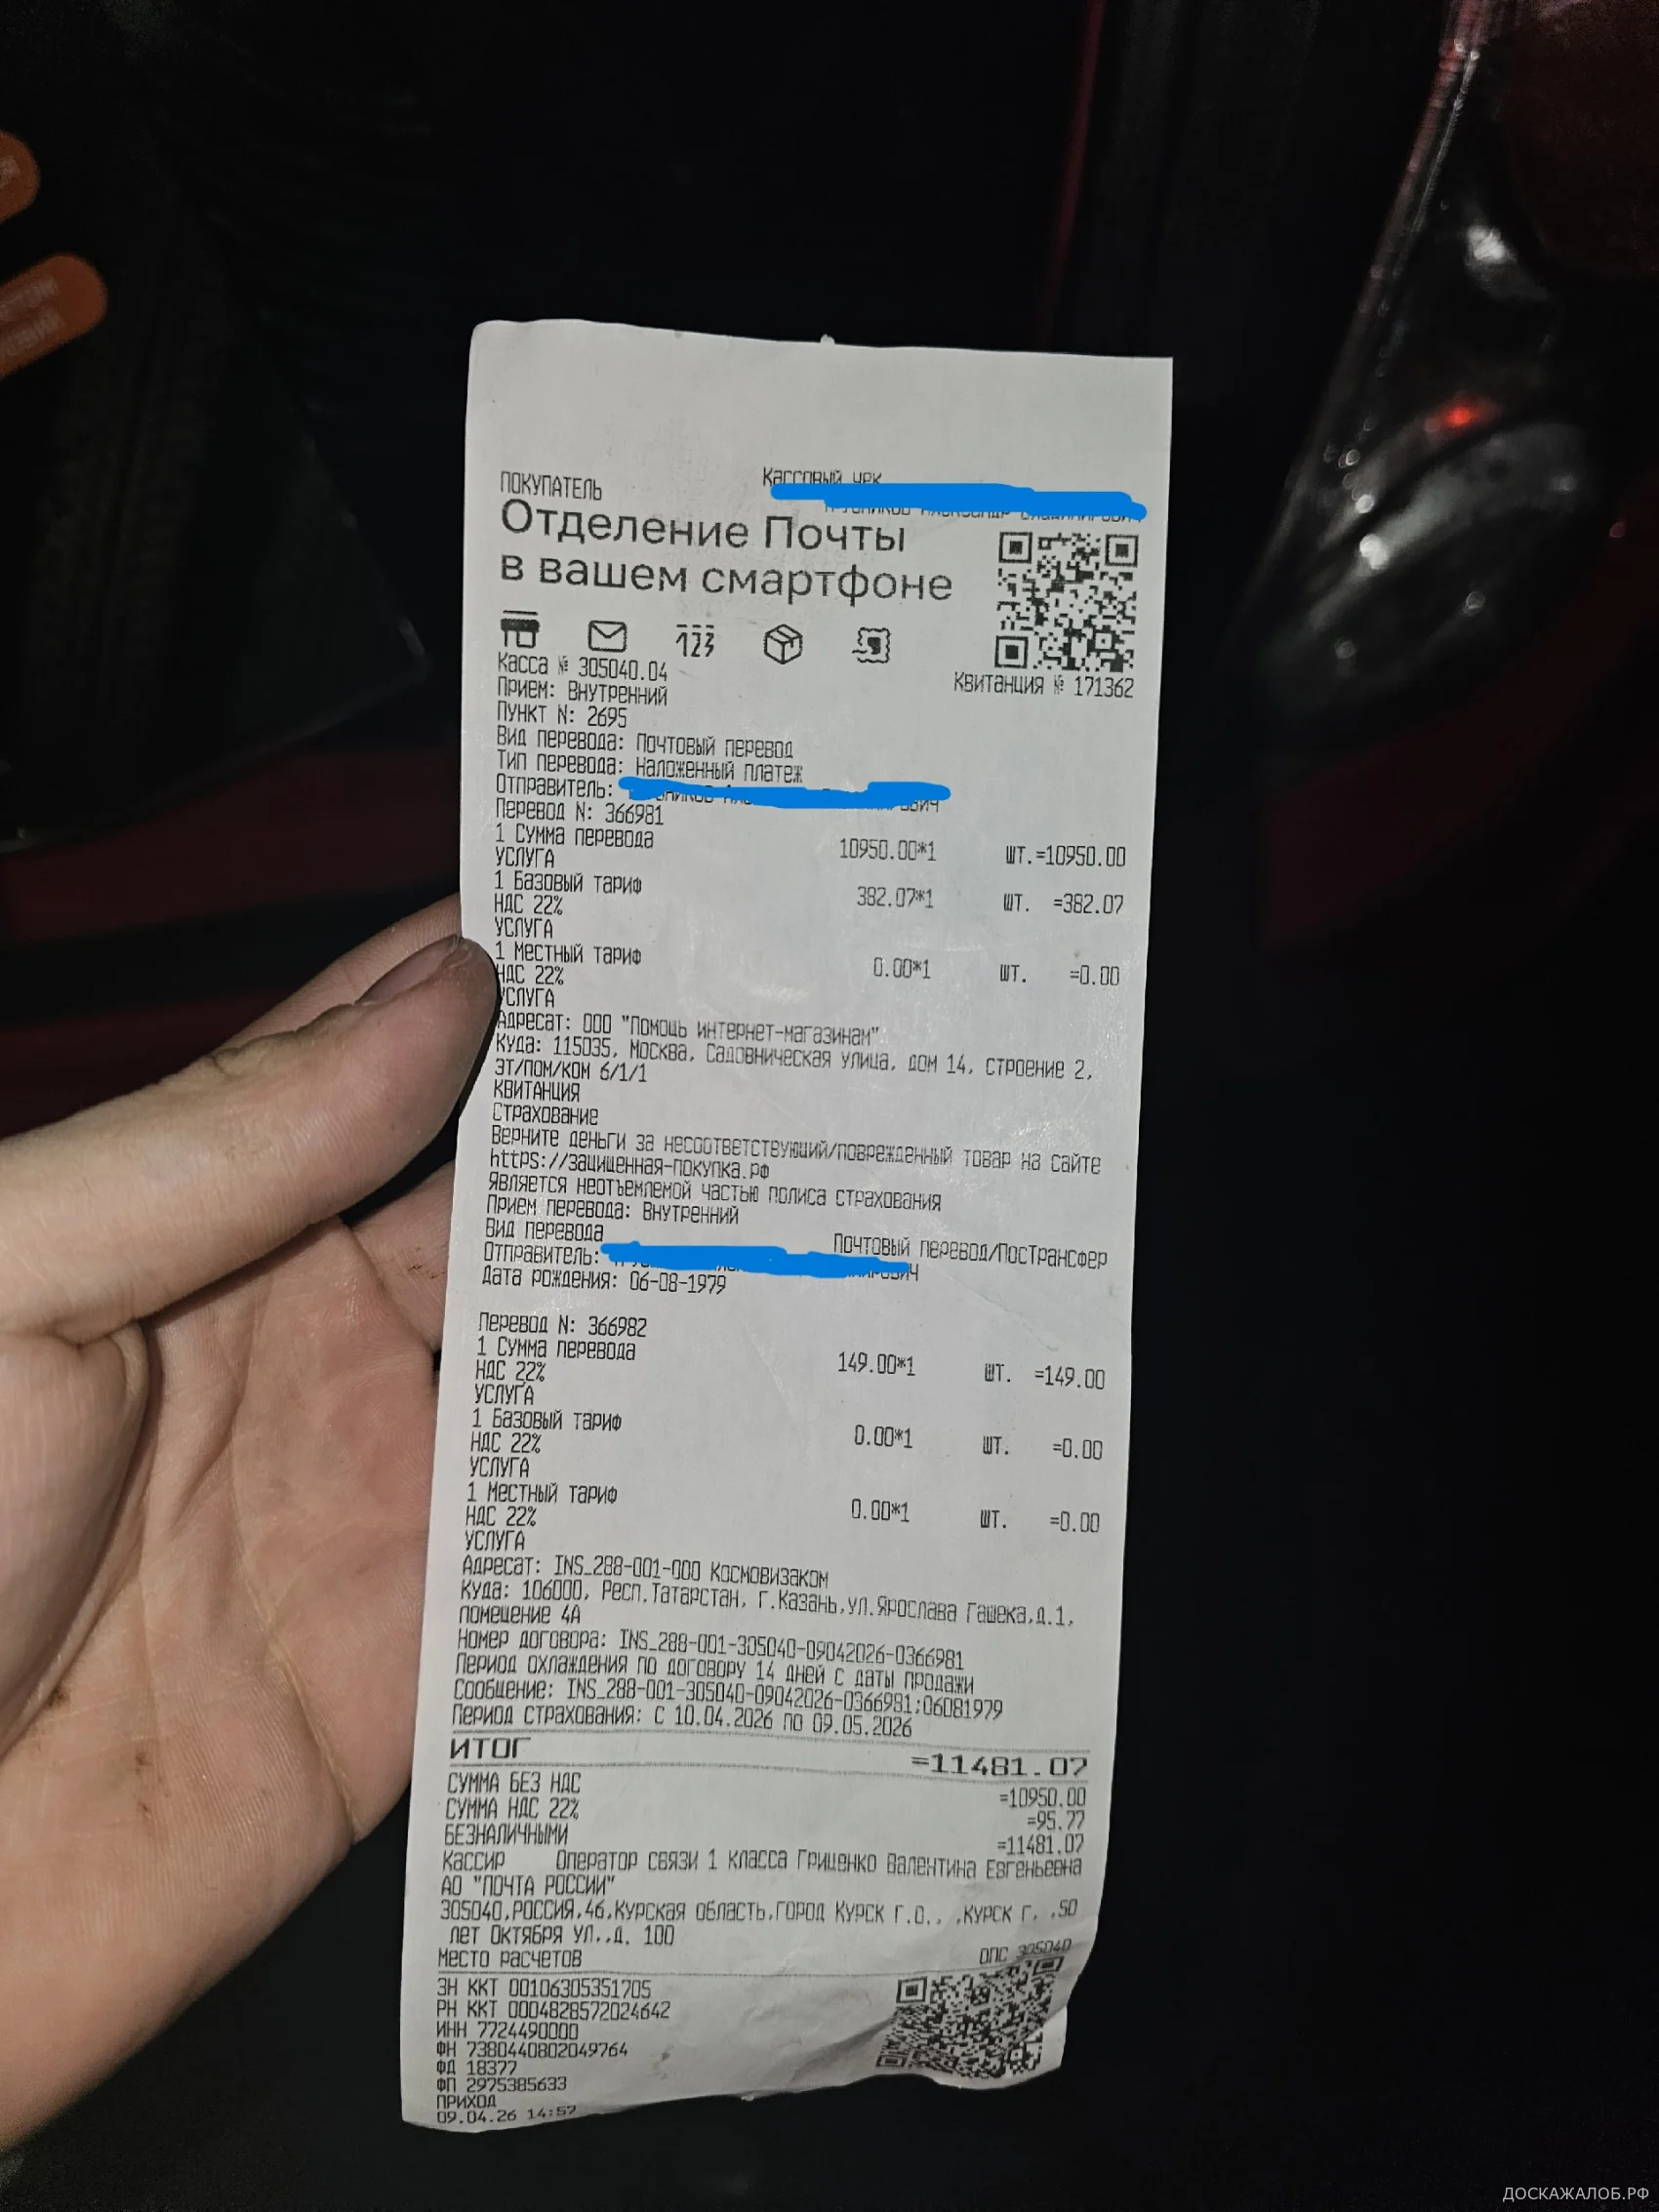 ПОКУПАТЕЛЬ
Кассовый чек
Отделение Почты
в вашем смартфоне
123
Касса № 305040.04
Квитанция № 171362
Прием: Внутренний
Пункт N: 2695
Вид перевода: Почтовый перевод
Тип перевода: Наложенный платеж
Отправитель:
Перевод N: 366981
1 Сумма перевода 10950.00*1 шт.=10950.00
УСЛУГА
1 Базовый тариф 382.07*1 шт. =382.07
НДС 22%
УСЛУГА
1 Местный тариф 0.00*1 шт. =0.00
НДС 22%
УСЛУГА
Адресат: ООО "Помощь интернет-магазинам"
Куда: 115035, Москва, Садовническая улица, дом 14, строение 2,
эт/пом/ком 6/1/1
КВИТАНЦИЯ
Страхование
Верните деньги за несоответствующий/поврежденный товар на сайте
https://защищенная-покупка.рф
Является неотъемлемой частью полиса страхования
Прием перевода: Внутренний
Вид перевода Почтовый перевод/ПосТрансфер
Отправитель:
Дата рождения: 06-08-1979
Перевод N: 366982
1 Сумма перевода 149.00*1 шт. =149.00
НДС 22%
УСЛУГА
1 Базовый тариф 0.00*1 шт. =0.00
НДС 22%
УСЛУГА
1 Местный тариф 0.00*1 шт. =0.00
НДС 22%
УСЛУГА
Адресат: INS_288-001-000 Космовизаком
Куда: 106000, Респ.Татарстан, г.Казань,ул.Ярослава Гашека,д.1,
помещение 4А
Номер договора: INS_288-001-305040-09042026-0366981
Период охлаждения по договору 14 дней с даты продажи
Сообщение: INS_288-001-305040-09042026-0366981;06081979
Период страхования: с 10.04.2026 по 09.05.2026
ИТОГ =11481.07
СУММА БЕЗ НДС =10950.00
СУММА НДС 22% =95.77
БЕЗНАЛИЧНЫМИ =11481.07
Кассир Оператор связи 1 класса Гриценко Валентина Евгеньевна
АО "ПОЧТА РОССИИ"
305040,РОССИЯ,46,Курская область,город Курск г.о., ,Курск г, ,50
лет Октября ул.,д. 100
Место расчетов ОПС 305040
ЗН ККТ 00106305351705
РН ККТ 0004828572024642
ИНН 7724490000
ФН 7380440802049764
ФД 18377
ФП 2975385633
ПРИХОД
09.04.26 14:57
ДОСКАЖАЛОБ.РФ